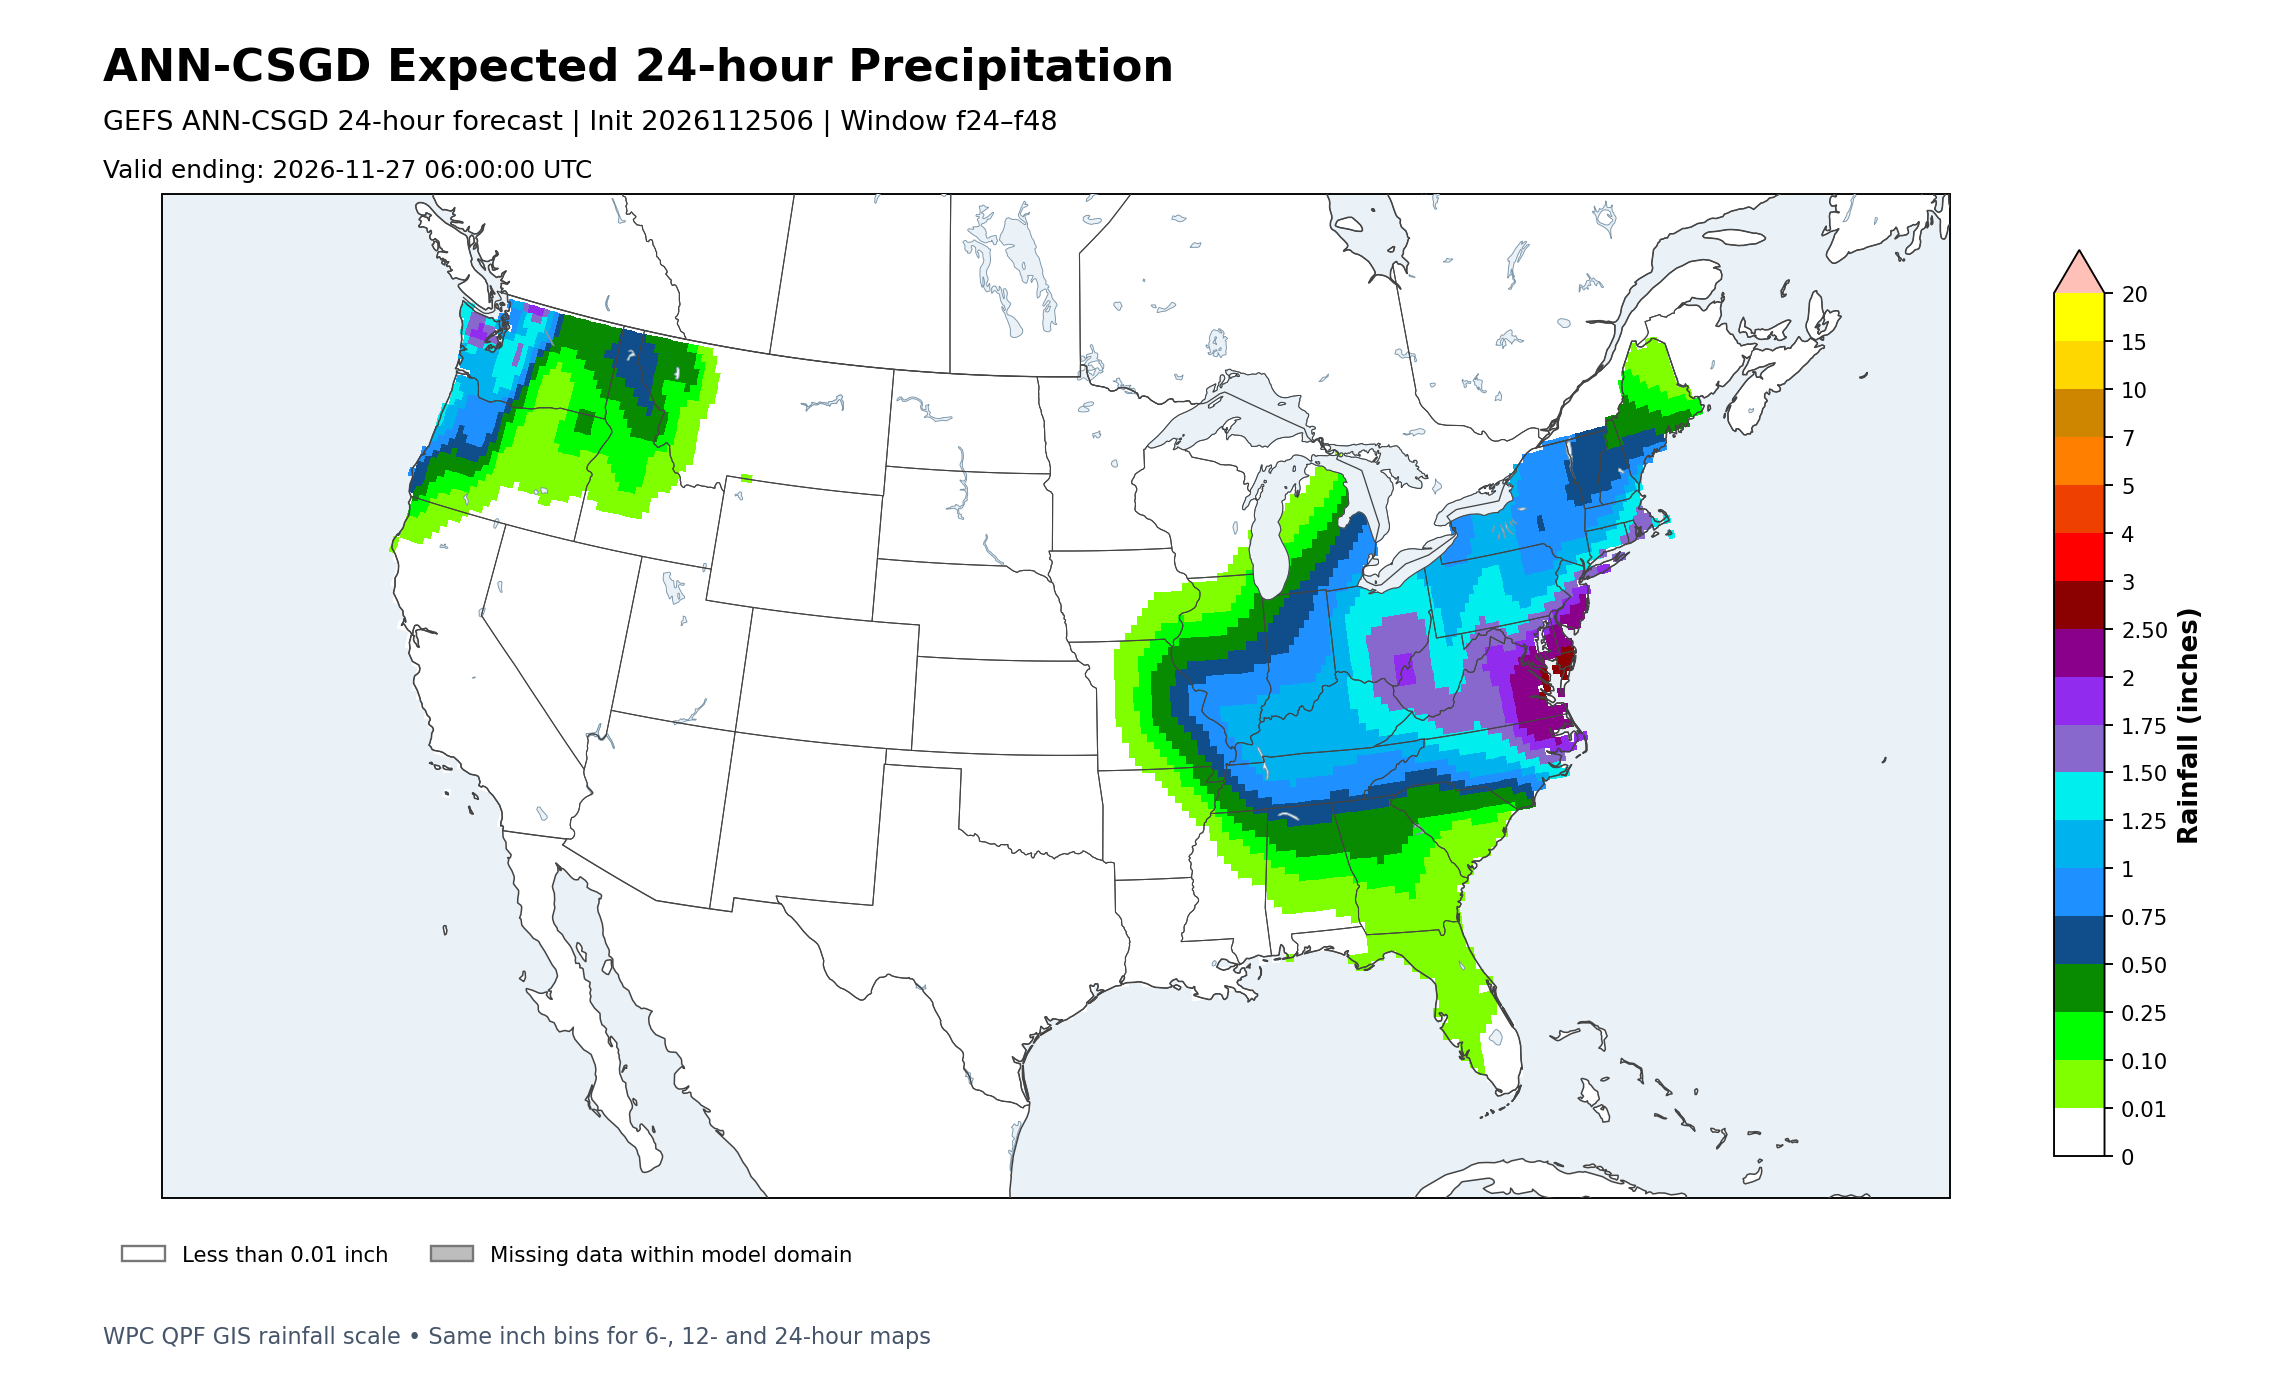 ANN-CSGD Expected 24-hour Precipitation
GEFS ANN-CSGD 24-hour forecast | Init 2026112506 | Window f24–f48
Valid ending: 2026-11-27 06:00:00 UTC
20
15
10
7
5
4
3
2.50
2
1.75
1.50
1.25
1
0.75
0.50
0.25
0.10
0.01
0
Rainfall (inches)
Less than 0.01 inch
Missing data within model domain
WPC QPF GIS rainfall scale • Same inch bins for 6-, 12- and 24-hour maps